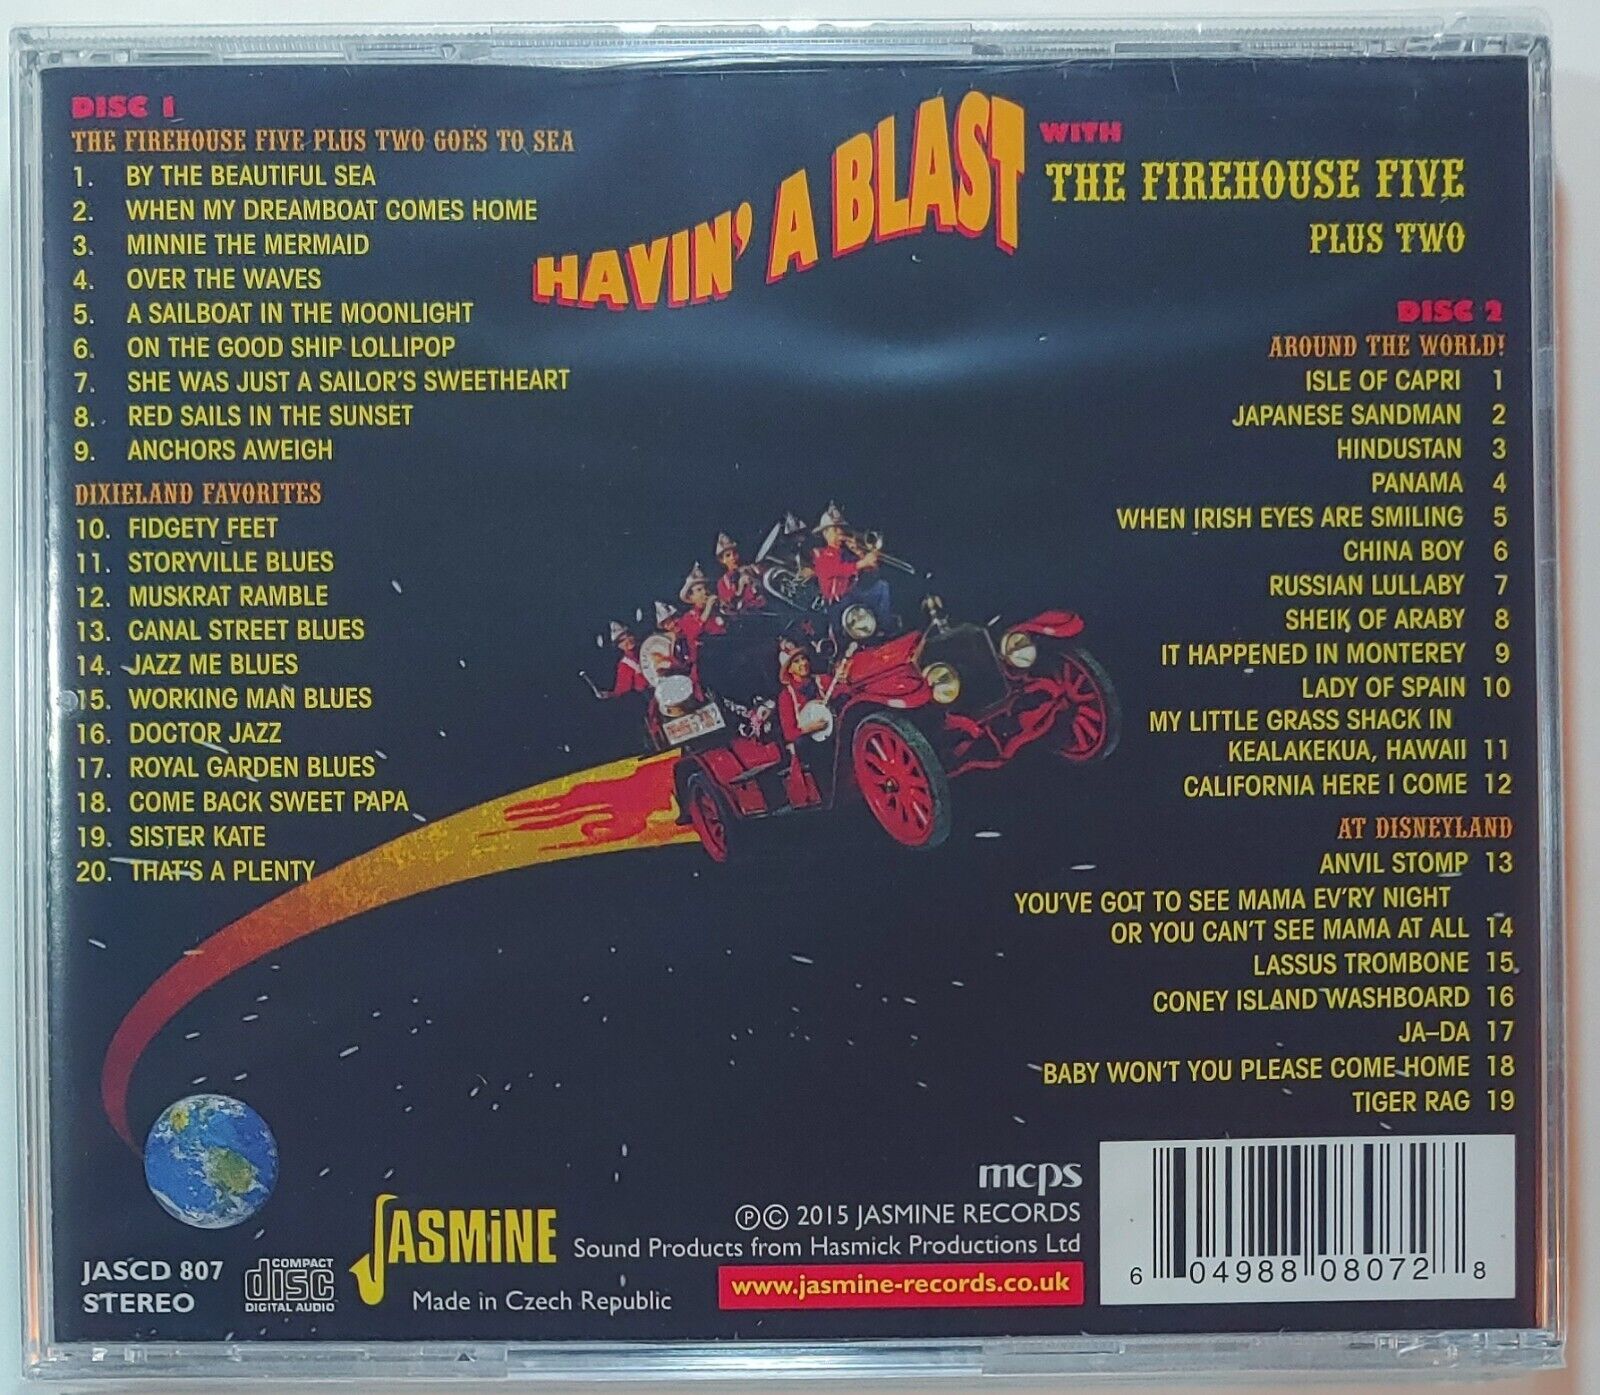 DISC 1
THE FIREHOUSE FIVE PLUS TWO GOES TO SEA
1. BY THE BEAUTIFUL SEA
2. WHEN MY DREAMBOAT COMES HOME
3. MINNIE THE MERMAID
4. OVER THE WAVES
5. A SAILBOAT IN THE MOONLIGHT
6. ON THE GOOD SHIP LOLLIPOP
7. SHE WAS JUST A SAILOR'S SWEETHEART
8. RED SAILS IN THE SUNSET
9. ANCHORS AWEIGH
DIXIELAND FAVORITES
10. FIDGETY FEET
11. STORYVILLE BLUES
12. MUSKRAT RAMBLE
13. CANAL STREET BLUES
14. JAZZ ME BLUES
15. WORKING MAN BLUES
16. DOCTOR JAZZ
17. ROYAL GARDEN BLUES
18. COME BACK SWEET PAPA
19. SISTER KATE
20. THAT'S A PLENTY
HAVIN' A BLAST
WITH
THE FIREHOUSE FIVE
PLUS TWO
DISC 2
AROUND THE WORLD!
ISLE OF CAPRI 1
JAPANESE SANDMAN 2
HINDUSTAN 3
PANAMA 4
WHEN IRISH EYES ARE SMILING 5
CHINA BOY 6
RUSSIAN LULLABY 7
SHEIK OF ARABY 8
IT HAPPENED IN MONTEREY 9
LADY OF SPAIN 10
MY LITTLE GRASS SHACK IN
KEALAKEKUA, HAWAII 11
CALIFORNIA HERE I COME 12
AT DISNEYLAND
ANVIL STOMP 13
YOU'VE GOT TO SEE MAMA EV'RY NIGHT
OR YOU CAN'T SEE MAMA AT ALL 14
LASSUS TROMBONE 15
CONEY ISLAND WASHBOARD 16
JA–DA 17
BABY WON'T YOU PLEASE COME HOME 18
TIGER RAG 19
JASCD 807
STEREO
COMPACT
disc
DIGITAL AUDIO
JASMiNE
Made in Czech Republic
mcps
℗© 2015 JASMINE RECORDS
Sound Products from Hasmick Productions Ltd
www.jasmine-records.co.uk
6 04988 08072 8